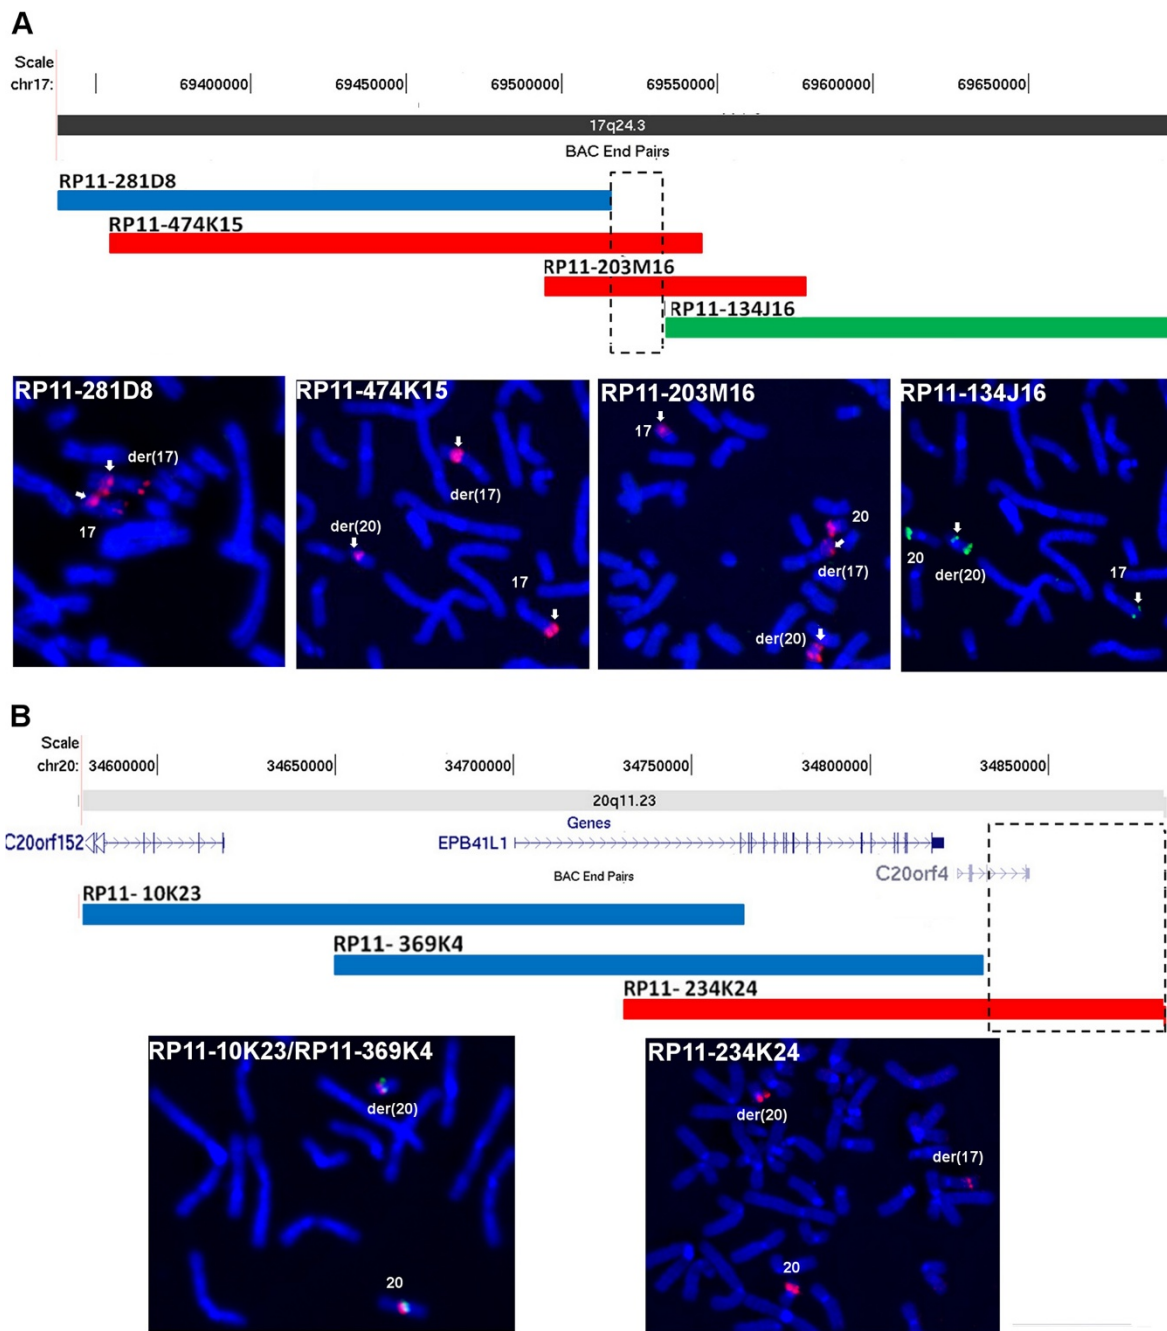 A
Scale
chr17: 69400000 69450000 69500000 69550000 69600000 69650000
17q24.3
BAC End Pairs
RP11-281D8
RP11-474K15
RP11-203M16
RP11-134J16
RP11-281D8 RP11-474K15 RP11-203M16 RP11-134J16
der(17)
17
der(17)
der(20)
17
17
20
der(17)
der(20)
20
der(20)
17
B
Scale
chr20: 34600000 34650000 34700000 34750000 34800000 34850000
20q11.23
Genes
C20orf152 EPB41L1
C20orf4
BAC End Pairs
RP11- 10K23
RP11- 369K4
RP11- 234K24
RP11-10K23/RP11-369K4 RP11-234K24
der(20)
20
der(20)
der(17)
20